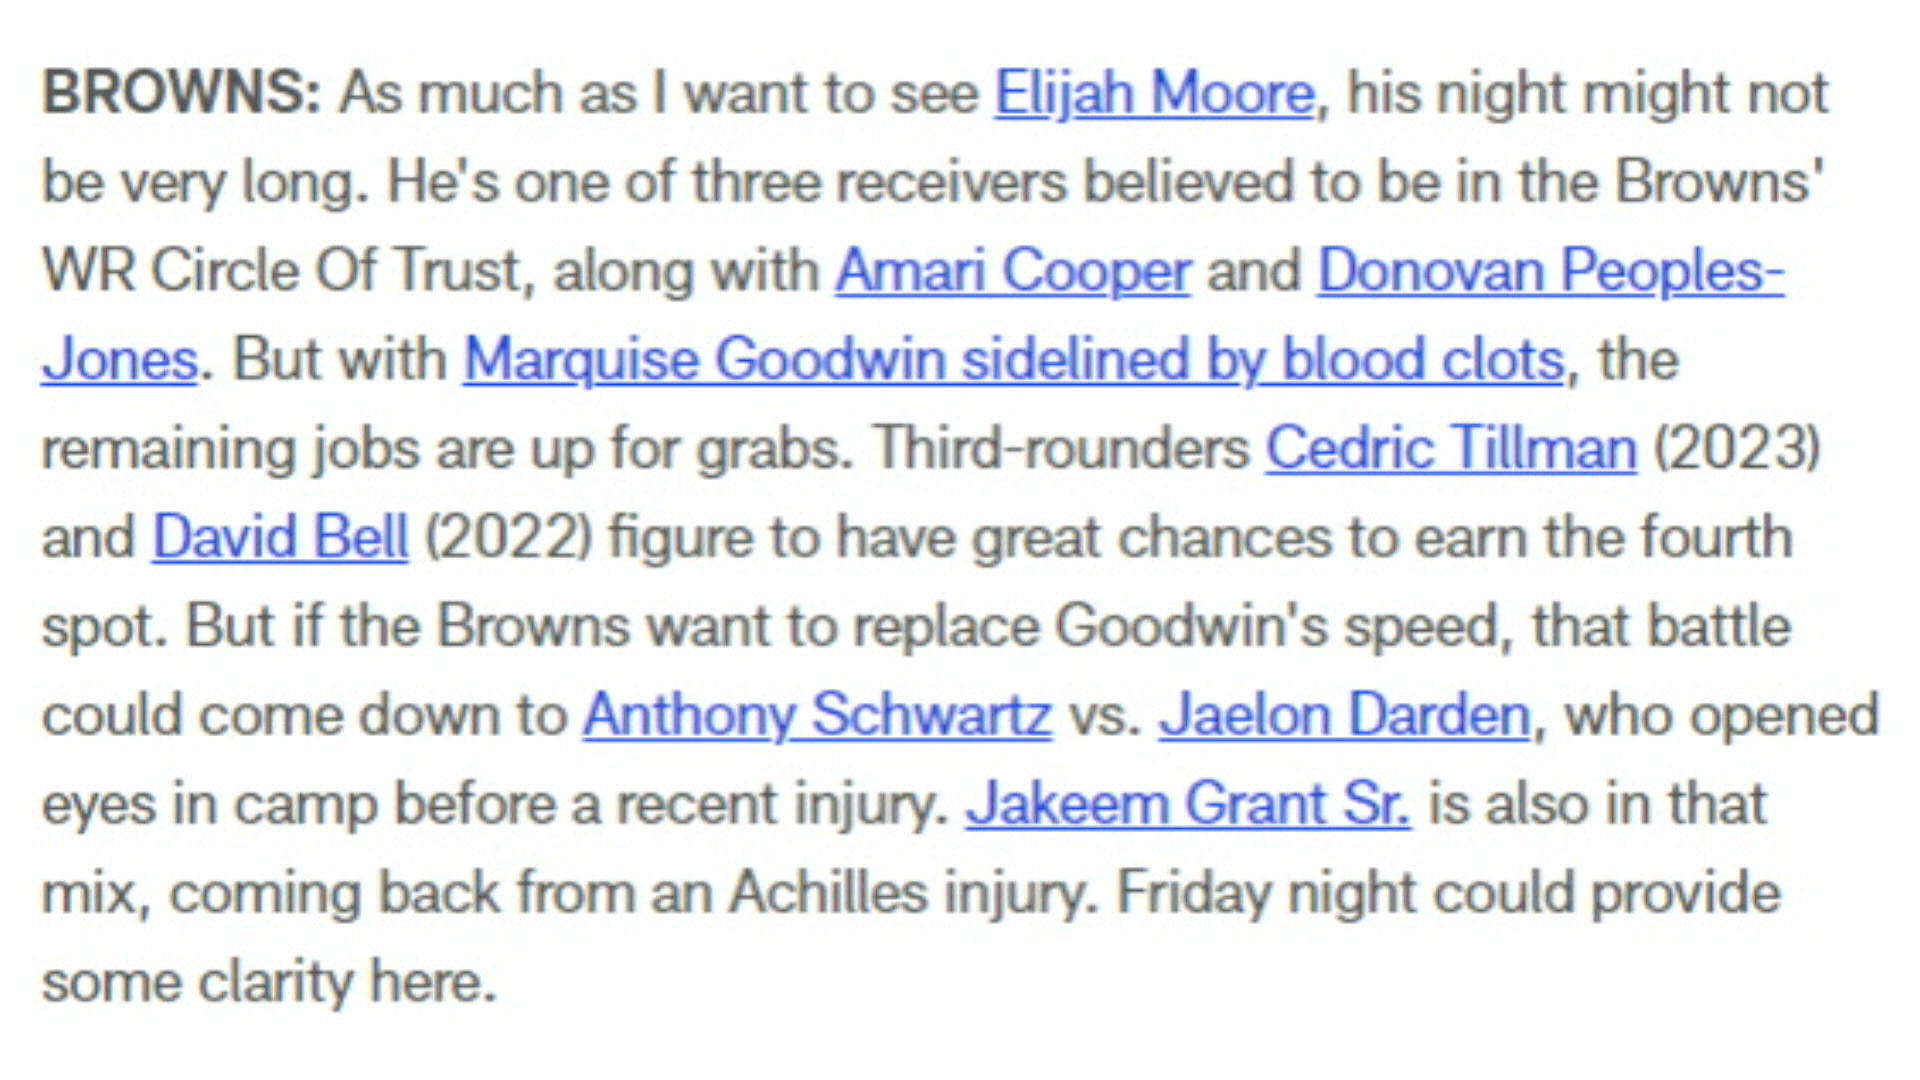 BROWNS: As much as I want to see Elijah Moore, his night might not
be very long. He's one of three receivers believed to be in the Browns'
WR Circle Of Trust, along with Amari Cooper and Donovan Peoples-
Jones. But with Marquise Goodwin sidelined by blood clots, the
remaining jobs are up for grabs. Third-rounders Cedric Tillman (2023)
and David Bell (2022) figure to have great chances to earn the fourth
spot. But if the Browns want to replace Goodwin's speed, that battle
could come down to Anthony Schwartz vs. Jaelon Darden, who opened
eyes in camp before a recent injury. Jakeem Grant Sr. is also in that
mix, coming back from an Achilles injury. Friday night could provide
some clarity here.